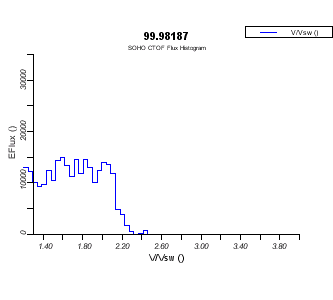 V/Vsw ()
99.98187
SOHO CTOF Flux Histogram
30000
20000
10000
0
EFlux ()
1.40 1.80 2.20 2.60 3.00 3.40 3.80
V/Vsw ()